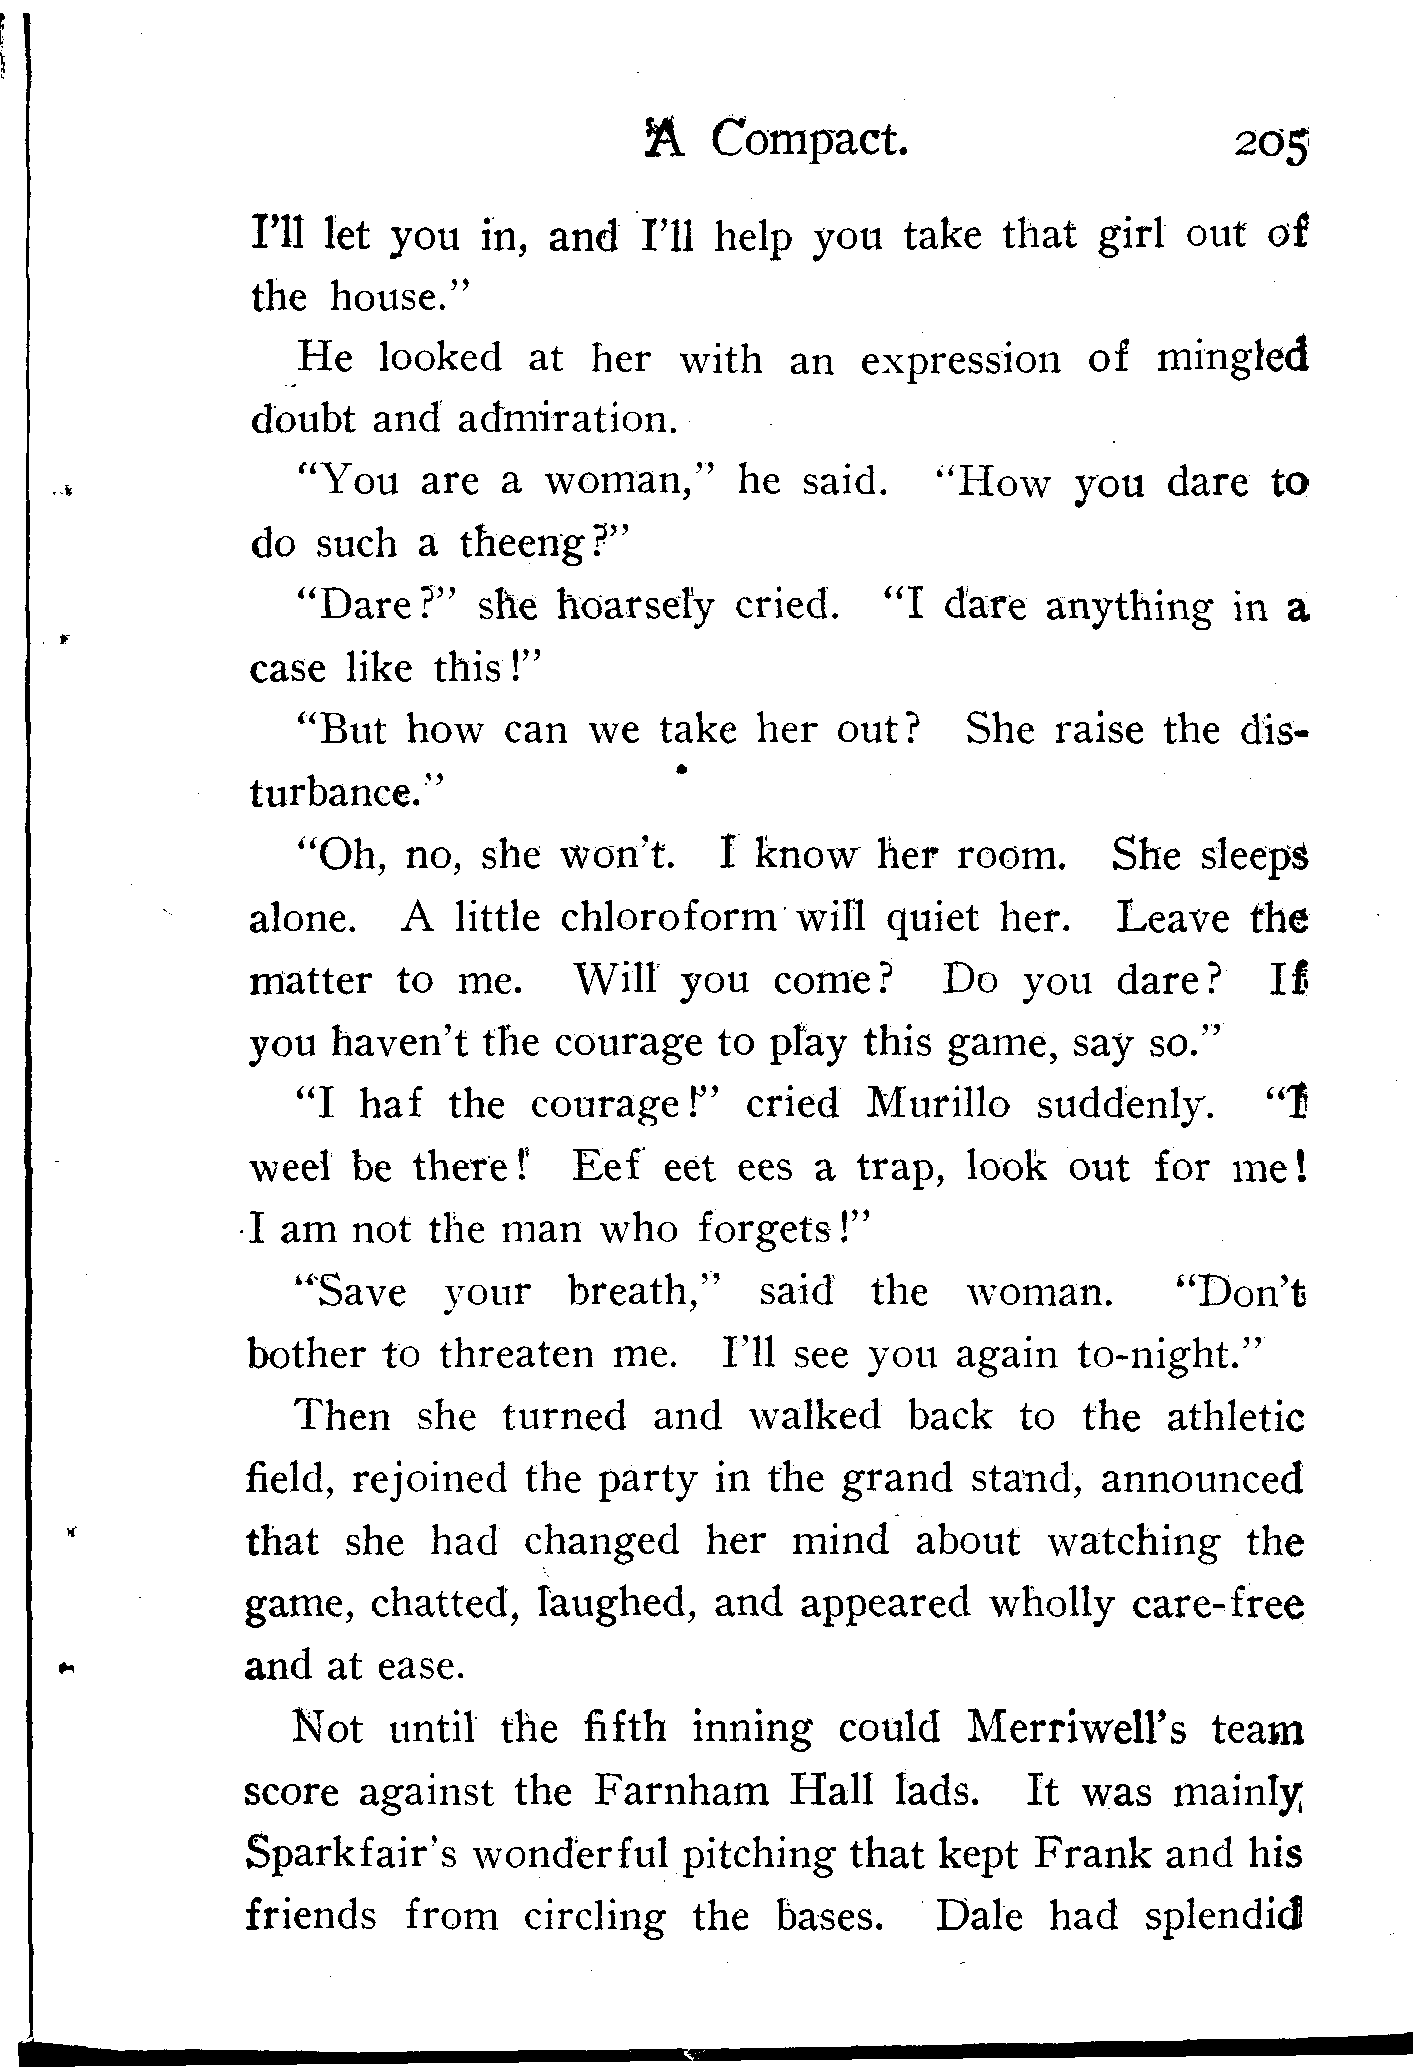 A Compact. 205
I'll let you in, and I'll help you take that girl out of
the house."
He looked at her with an expression of mingled
doubt and admiration.
"You are a woman," he said. "How you dare to
do such a theeng?"
"Dare?" she hoarsely cried. "I dare anything in a
case like this!"
"But how can we take her out? She raise the dis-
turbance."
"Oh, no, she won't. I know her room. She sleeps
alone. A little chloroform will quiet her. Leave the
matter to me. Will you come? Do you dare? If
you haven't the courage to play this game, say so."
"I haf the courage!" cried Murillo suddenly. "I
weel be there! Eef eet ees a trap, look out for me!
I am not the man who forgets!"
"Save your breath," said the woman. "Don't
bother to threaten me. I'll see you again to-night."
Then she turned and walked back to the athletic
field, rejoined the party in the grand stand, announced
that she had changed her mind about watching the
game, chatted, laughed, and appeared wholly care-free
and at ease.
Not until the fifth inning could Merriwell's team
score against the Farnham Hall lads. It was mainly
Sparkfair's wonderful pitching that kept Frank and his
friends from circling the bases. Dale had splendid